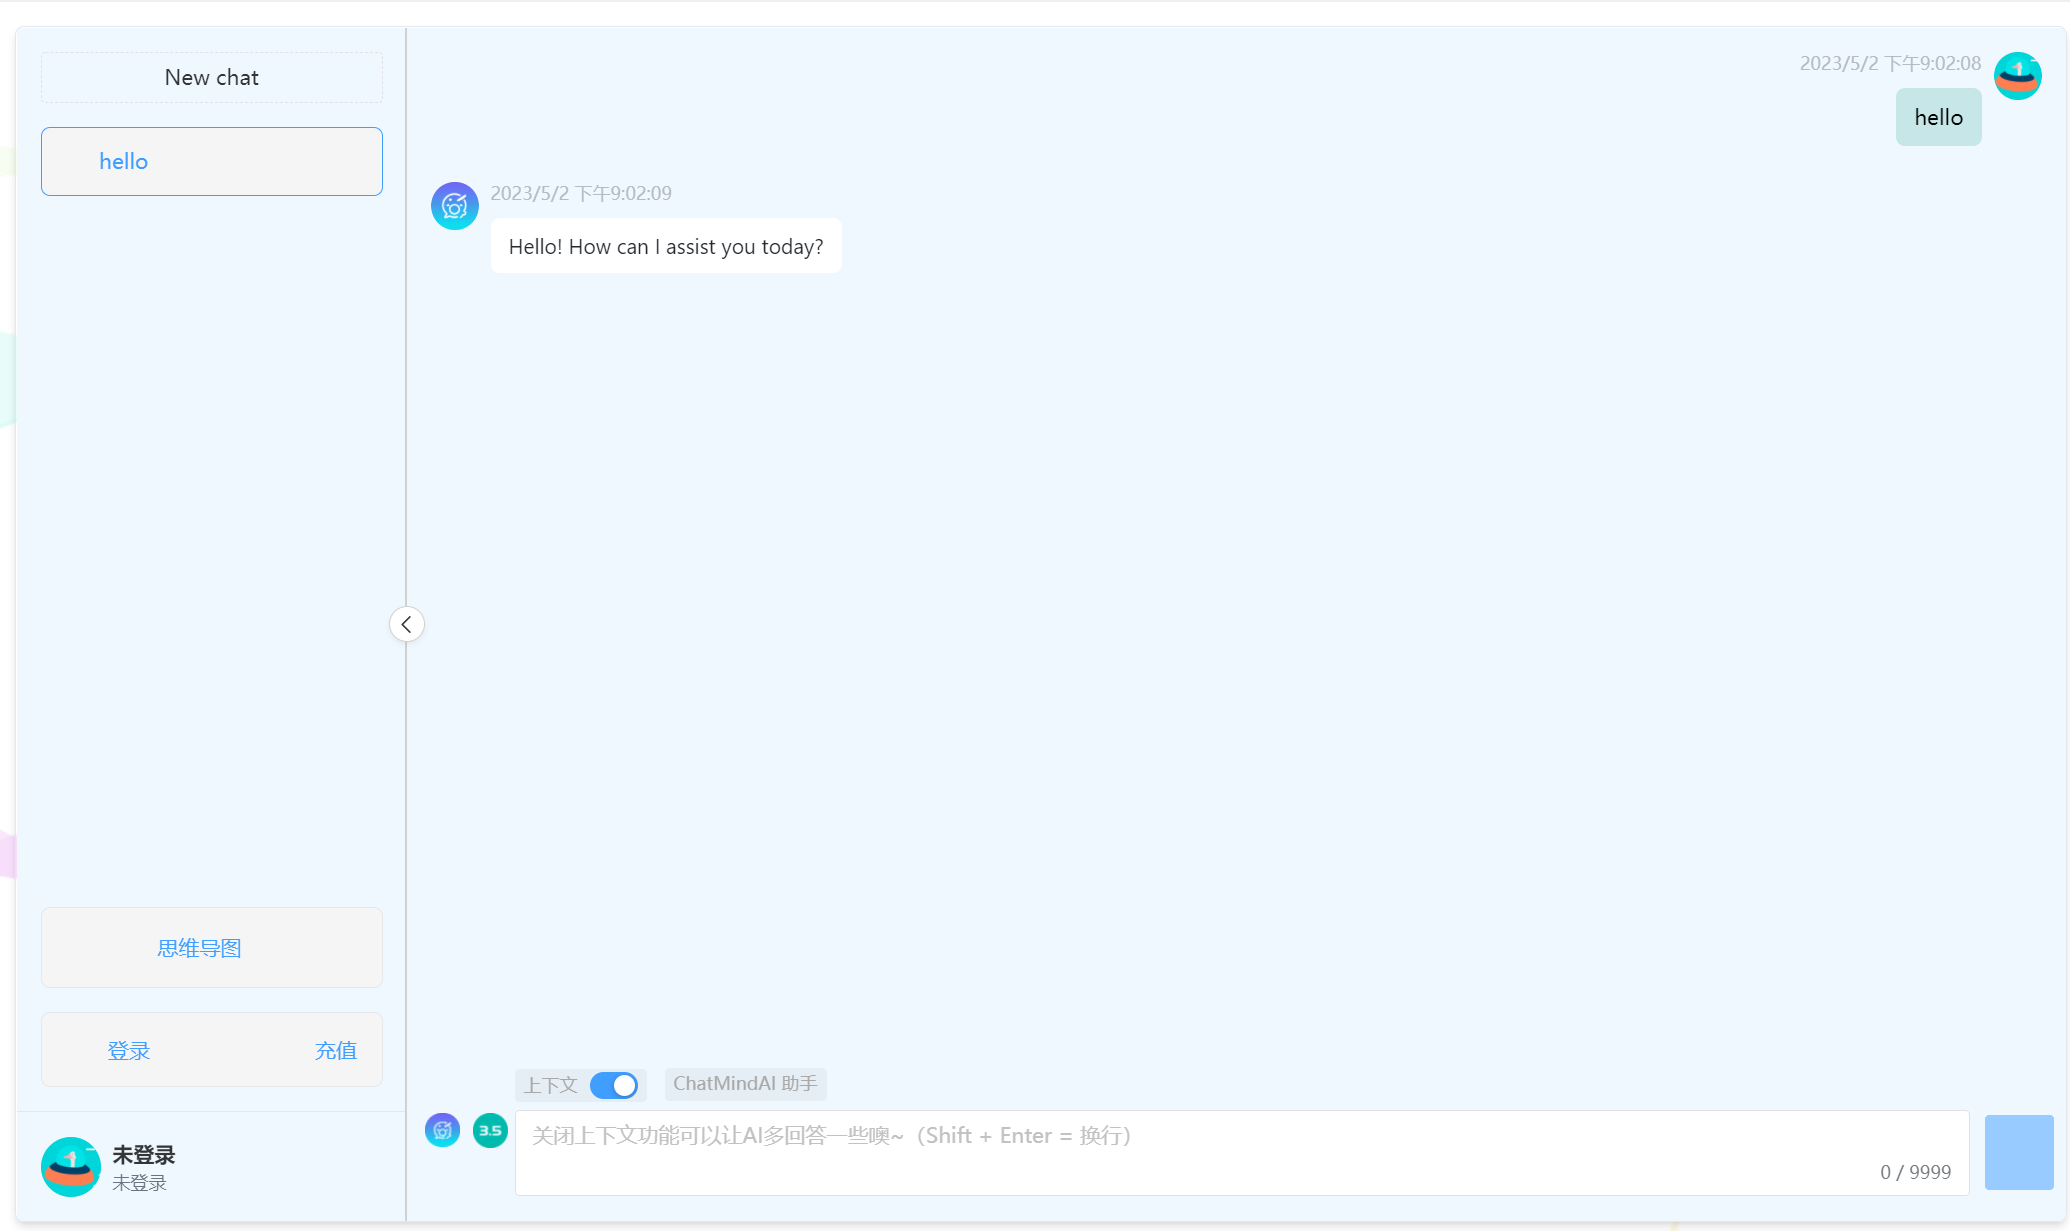 New chat
hello
思维导图
登录 充值
未登录
未登录
2023/5/2 下午9:02:08
hello
2023/5/2 下午9:02:09
Hello! How can I assist you today?
上下文 ChatMindAI 助手
3.5
关闭上下文功能可以让AI多回答一些噢~（Shift + Enter = 换行）
0 / 9999